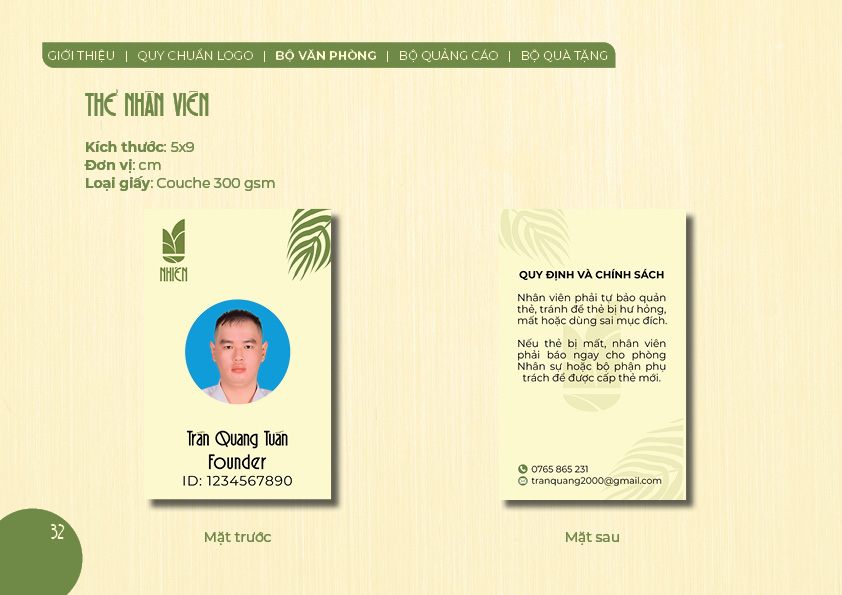 GIỚI THIỆU | QUY CHUẨN LOGO | BỘ VĂN PHÒNG | BỘ QUẢNG CÁO | BỘ QUÀ TẶNG
THẺ NHÂN VIÊN
Kích thước: 5x9
Đơn vị: cm
Loại giấy: Couche 300 gsm
NHIÊN
Trần Quang Tuấn
Founder
ID: 1234567890
Mặt trước
QUY ĐỊNH VÀ CHÍNH SÁCH
Nhân viên phải tự bảo quản
thẻ, tránh để thẻ bị hư hỏng,
mất hoặc dùng sai mục đích.
Nếu thẻ bị mất, nhân viên
phải báo ngay cho phòng
Nhân sự hoặc bộ phận phụ
trách để được cấp thẻ mới.
0765 865 231
tranquang2000@gmail.com
Mặt sau
32